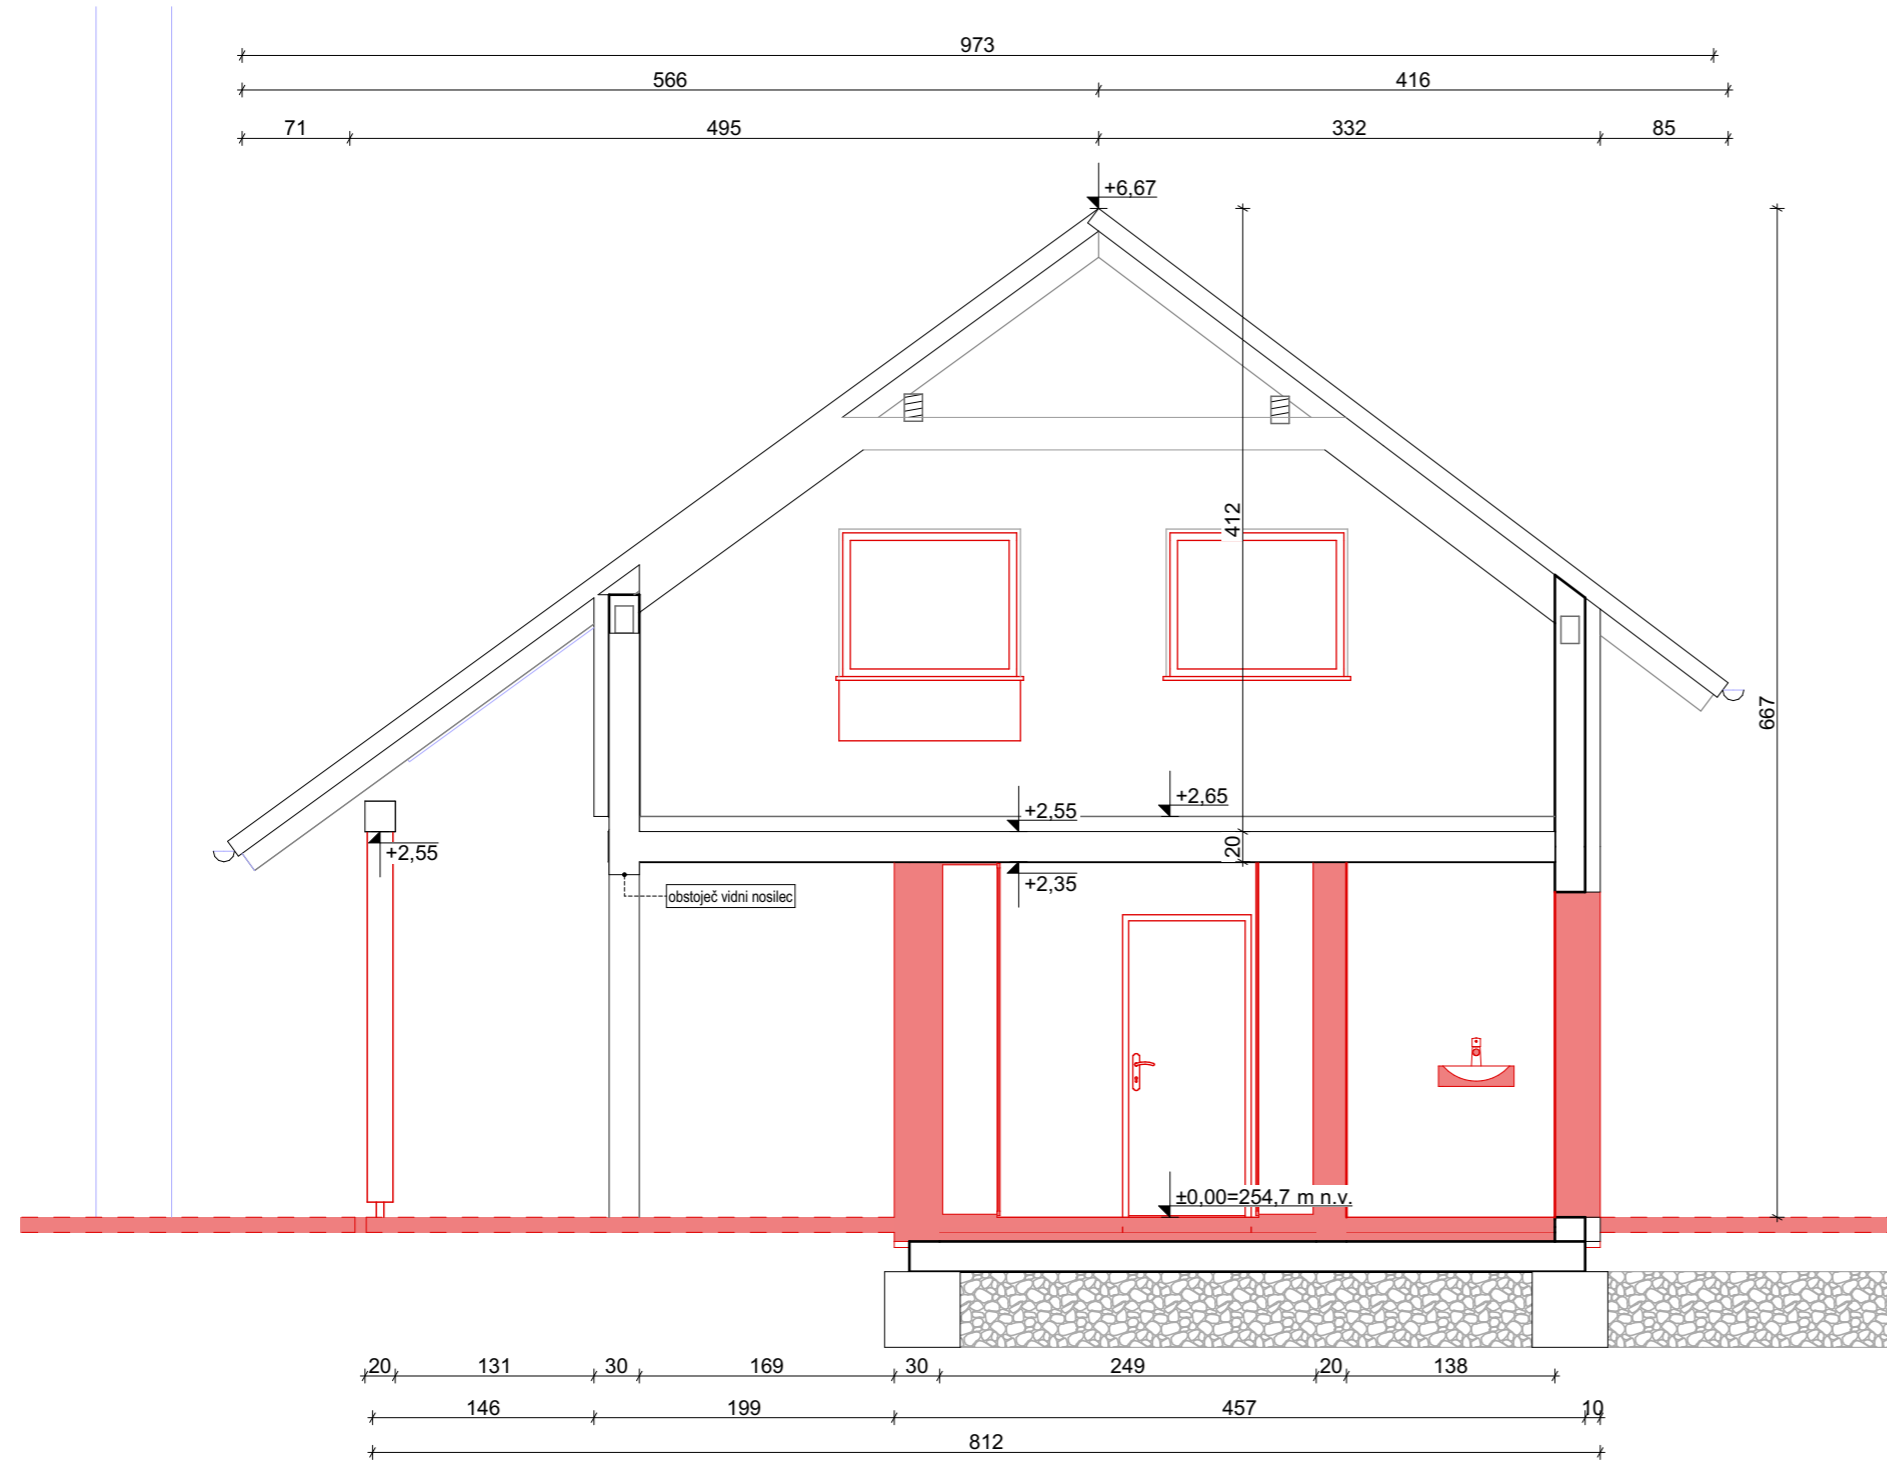 973
566 416
71 495 332 85
+6,67
412
667
+2,65
+2,55
+2,55
20
+2,35
obstoječ vidni nosilec
±0,00=254,7 m n.v.
20 131 30 169 30 249 20 138
146 199 457 10
812